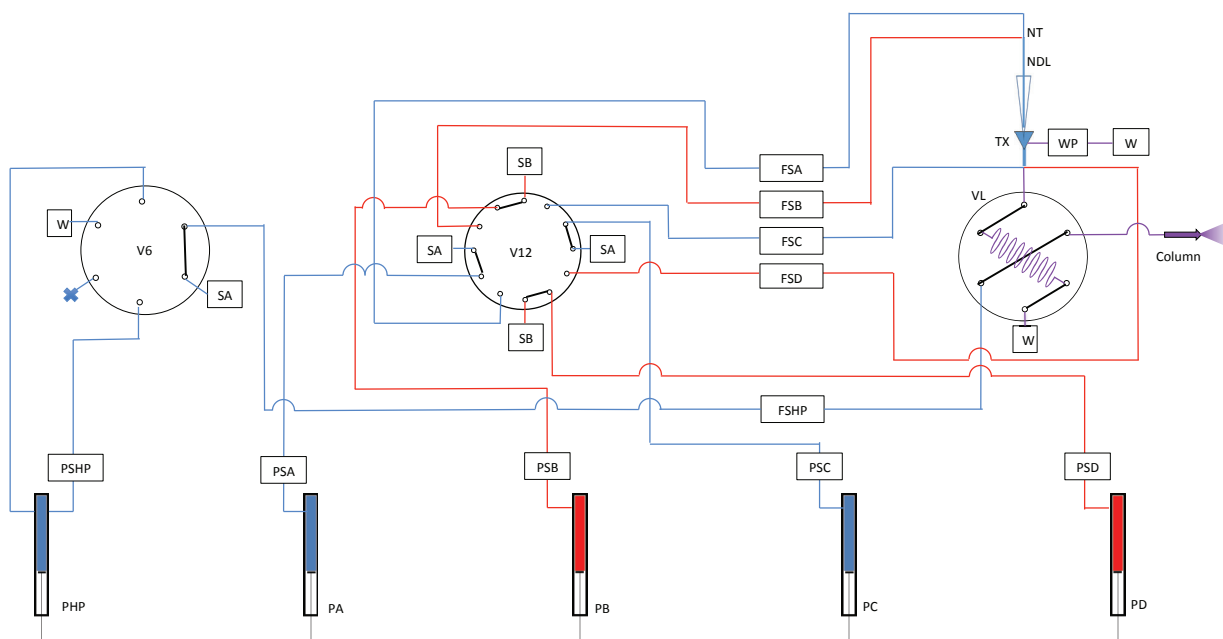 NT
NDL
TX
WP
W
SB
FSA
VL
FSB
W
V6
SA
V12
SA
FSC
Column
FSD
SA
SB
W
FSHP
PSHP
PSA
PSB
PSC
PSD
PHP
PA
PB
PC
PD